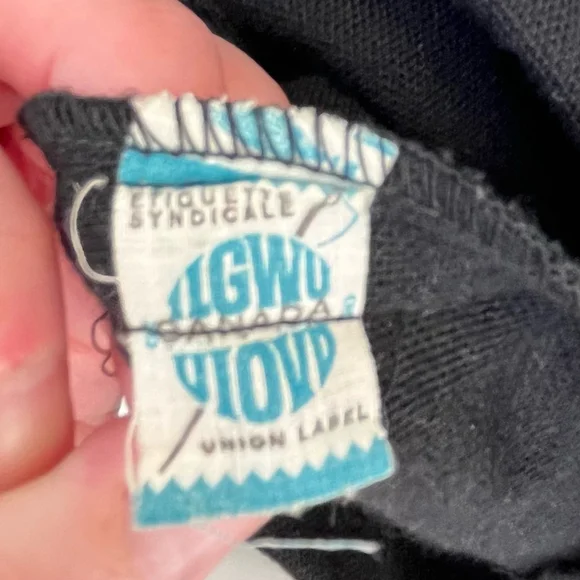 ETIQUETTE
SYNDICALE
ILGWU
CANADA
UIOVD
UNION LABEL